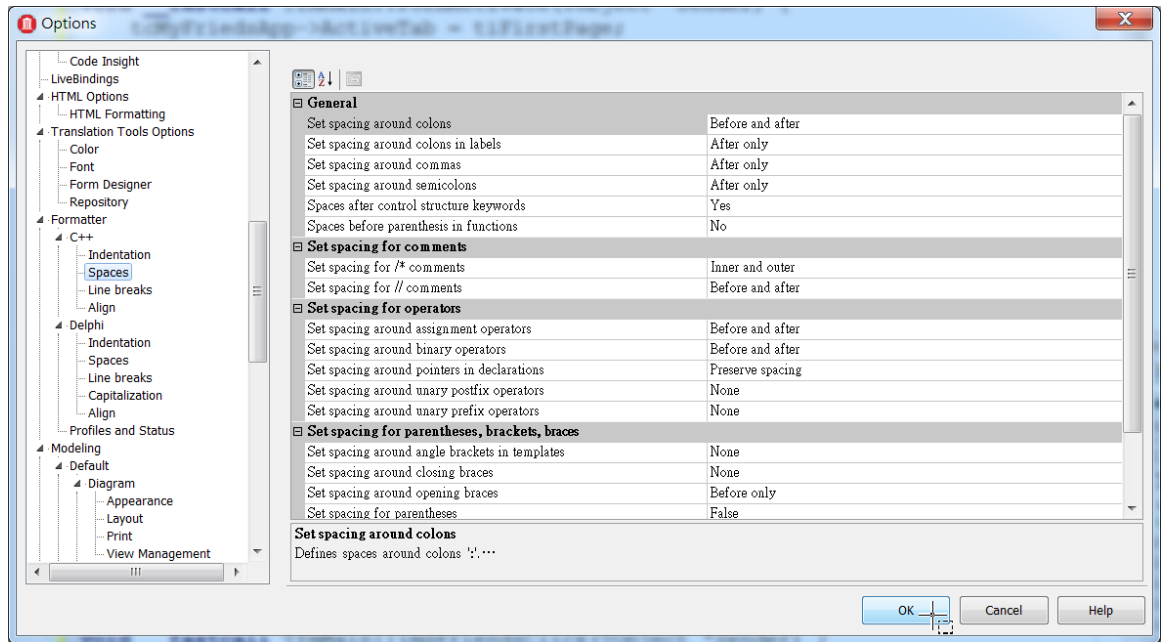 Options
Code Insight
LiveBindings
HTML Options
HTML Formatting
Translation Tools Options
Color
Font
Form Designer
Repository
Formatter
C++
Indentation
Spaces
Line breaks
Align
Delphi
Indentation
Spaces
Line breaks
Capitalization
Align
Profiles and Status
Modeling
Default
Diagram
Appearance
Layout
Print
View Management
General
Set spacing around colons Before and after
Set spacing around colons in labels After only
Set spacing around commas After only
Set spacing around semicolons After only
Spaces after control structure keywords Yes
Spaces before parenthesis in functions No
Set spacing for comments
Set spacing for /* comments Inner and outer
Set spacing for // comments Before and after
Set spacing for operators
Set spacing around assignment operators Before and after
Set spacing around binary operators Before and after
Set spacing around pointers in declarations Preserve spacing
Set spacing around unary postfix operators None
Set spacing around unary prefix operators None
Set spacing for parentheses, brackets, braces
Set spacing around angle brackets in templates None
Set spacing around closing braces None
Set spacing around opening braces Before only
Set spacing for parentheses False
Set spacing around colons
Defines spaces around colons ':'.⋯
OK Cancel Help